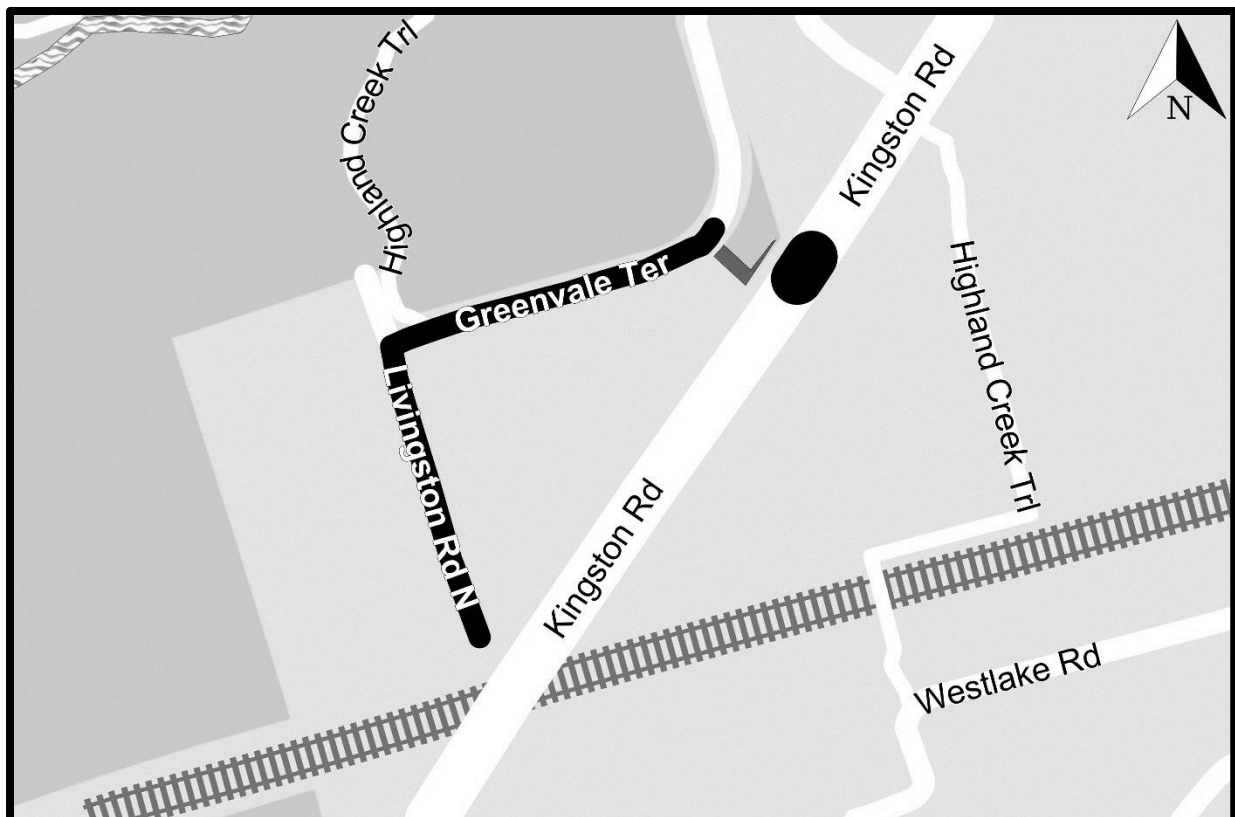 Highland Creek Trl
Kingston Rd
N
Greenvale Ter
Highland Creek Trl
Livingston Rd N
Kingston Rd
Westlake Rd